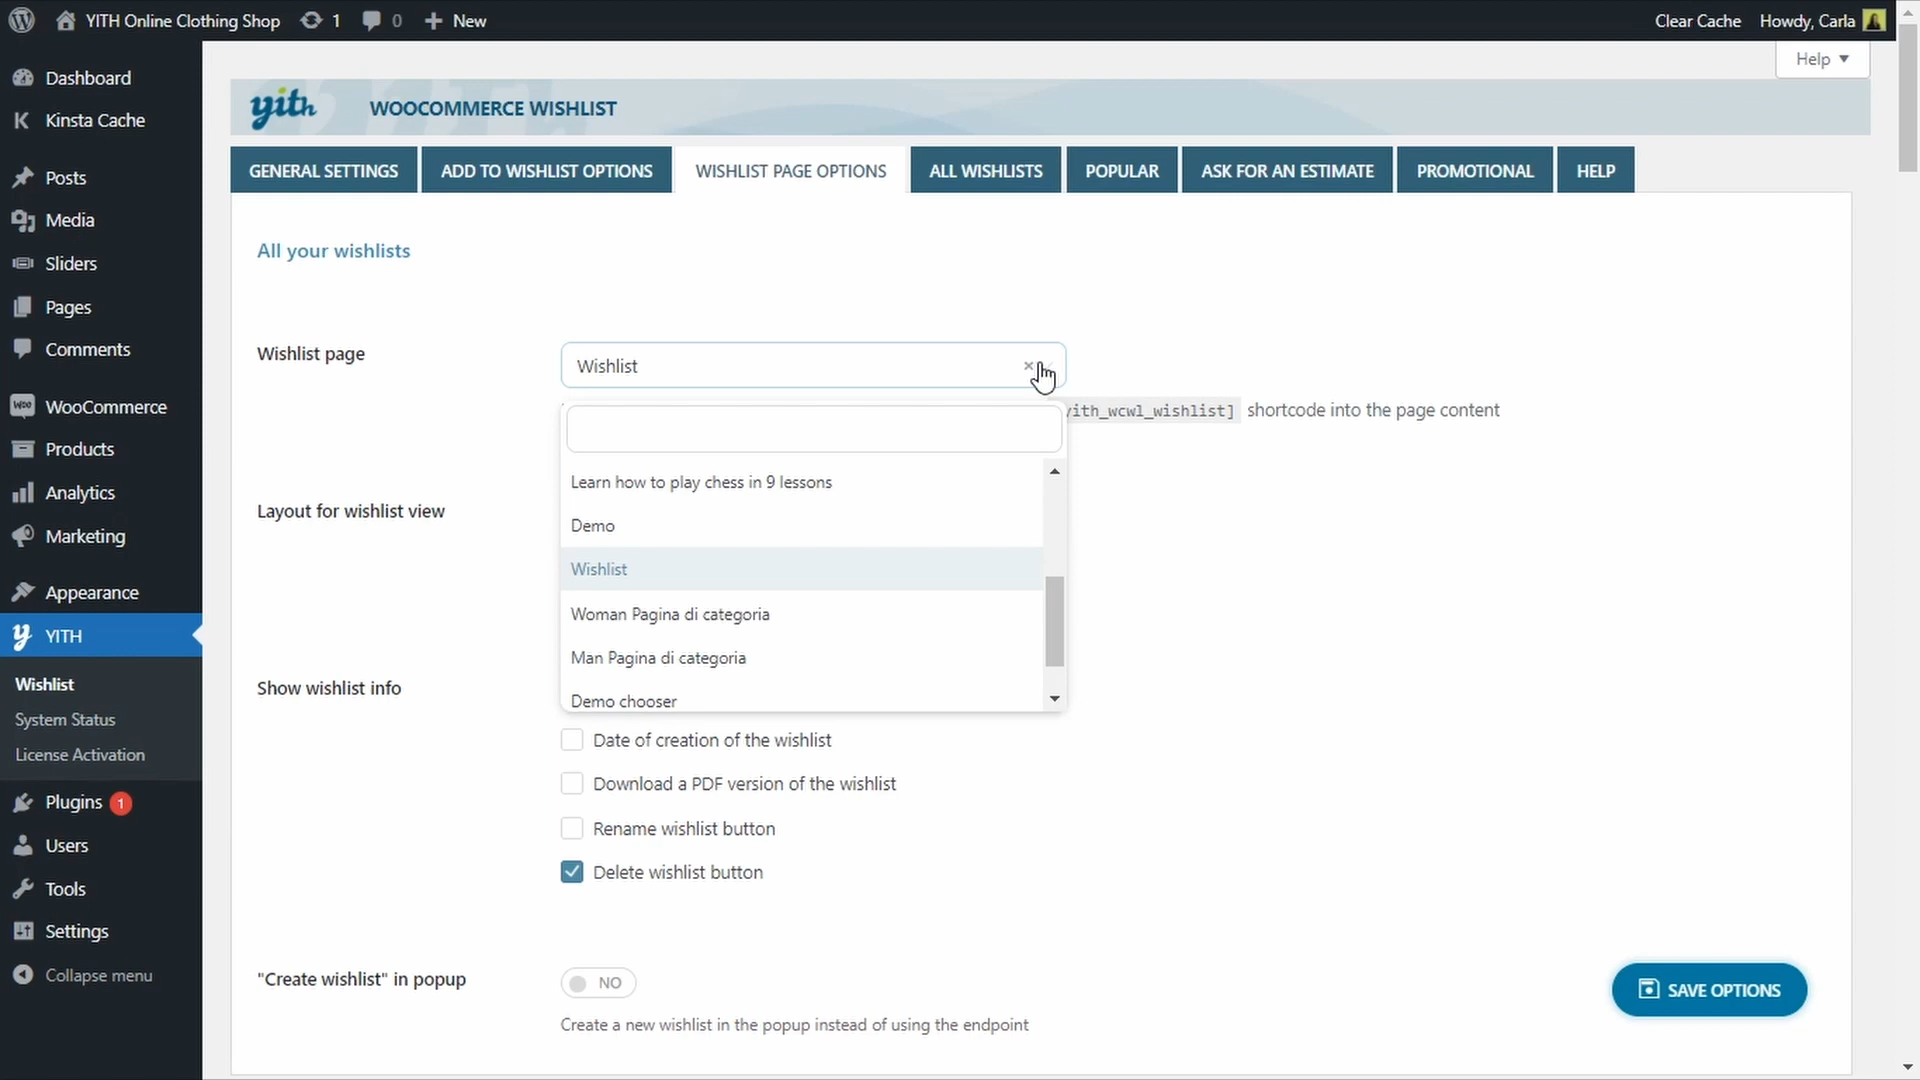 YITH Online Clothing Shop 1 0 New Clear Cache Howdy, Carla
Help
Dashboard
Kinsta Cache
Posts
Media
Sliders
Pages
Comments
WooCommerce
Products
Analytics
Marketing
Appearance
YITH
Wishlist
System Status
License Activation
Plugins 1
Users
Tools
Settings
Collapse menu
yith WOOCOMMERCE WISHLIST
GENERAL SETTINGS ADD TO WISHLIST OPTIONS WISHLIST PAGE OPTIONS ALL WISHLISTS POPULAR ASK FOR AN ESTIMATE PROMOTIONAL HELP
All your wishlists
Wishlist page
Wishlist ×
yith_wcwl_wishlist] shortcode into the page content
Learn how to play chess in 9 lessons
Demo
Wishlist
Woman Pagina di categoria
Man Pagina di categoria
Demo chooser
Layout for wishlist view
Show wishlist info
Date of creation of the wishlist
Download a PDF version of the wishlist
Rename wishlist button
Delete wishlist button
"Create wishlist" in popup
NO
Create a new wishlist in the popup instead of using the endpoint
SAVE OPTIONS